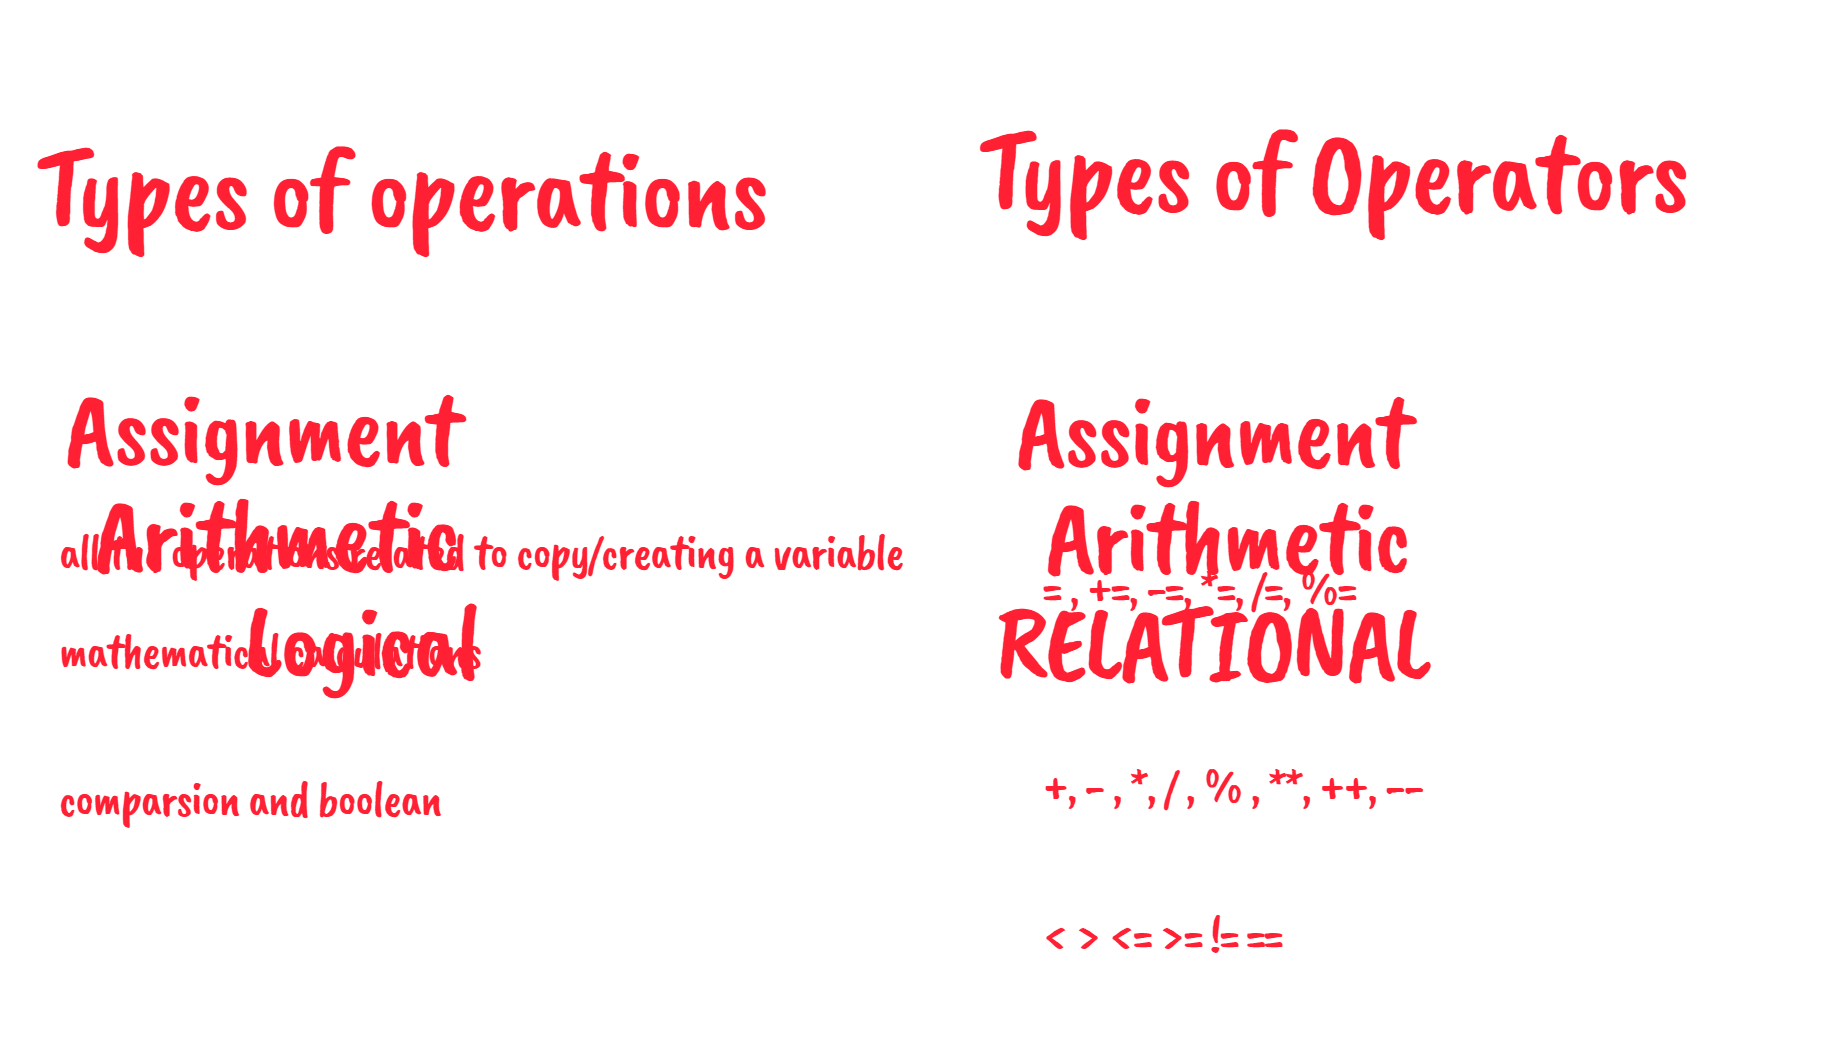 Types of operations
Assignment
Arithmetic
all the operations related to copy/creating a variable
Logical
mathematical calculations
comparsion and boolean
Types of Operators
Assignment
Arithmetic
= , +=, -=, *=, /=, %=
RELATIONAL
+, - , *, / , % , **, ++, --
< > <= >= != ==